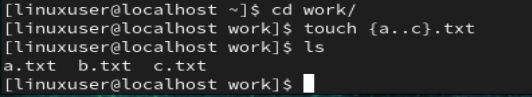 [linuxuser@localhost ~]$ cd work/
[linuxuser@localhost work]$ touch {a..c}.txt
[linuxuser@localhost work]$ ls
a.txt  b.txt  c.txt
[linuxuser@localhost work]$